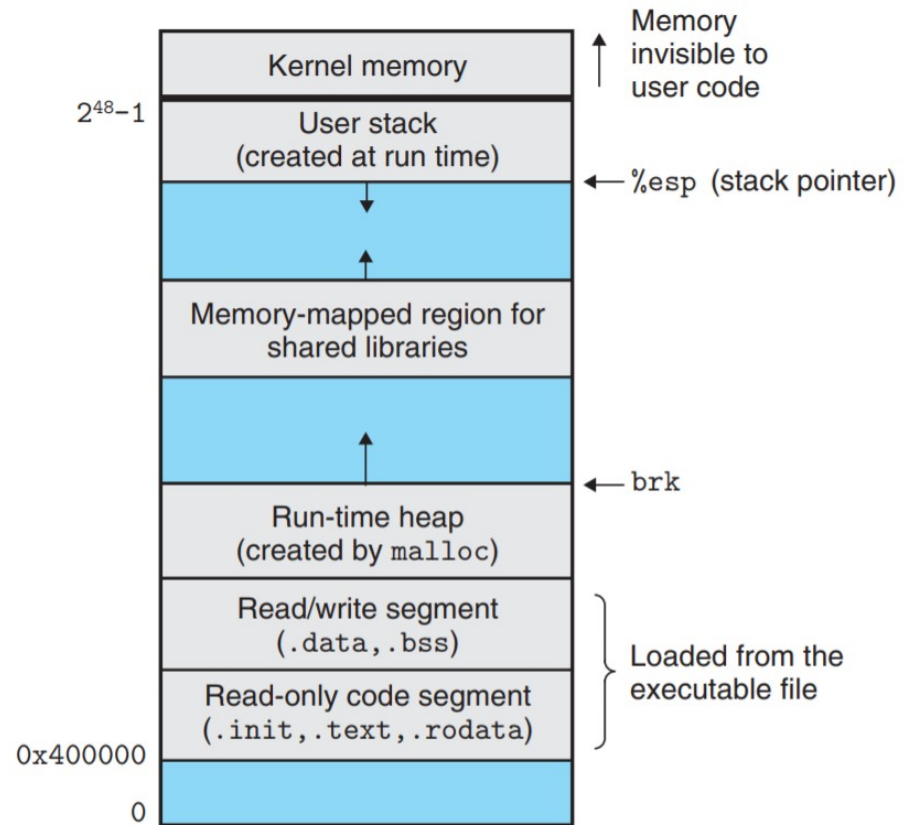 Memory
invisible to
user code
Kernel memory
2⁴⁸−1
User stack
(created at run time)
%esp (stack pointer)
Memory-mapped region for
shared libraries
brk
Run-time heap
(created by malloc)
Read/write segment
(.data,.bss)
Loaded from the
executable file
Read-only code segment
(.init,.text,.rodata)
0x400000
0